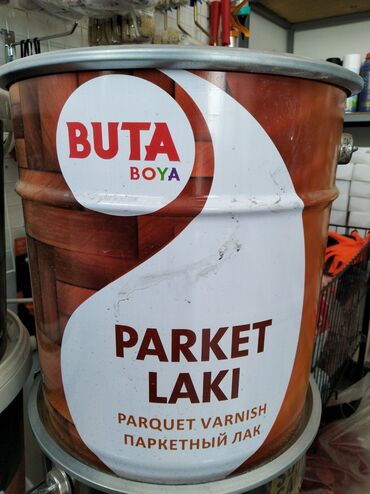 BUTA
BOYA
PARKET
LAKI
PARQUET VARNISH
ПАРКЕТНЫЙ ЛАК